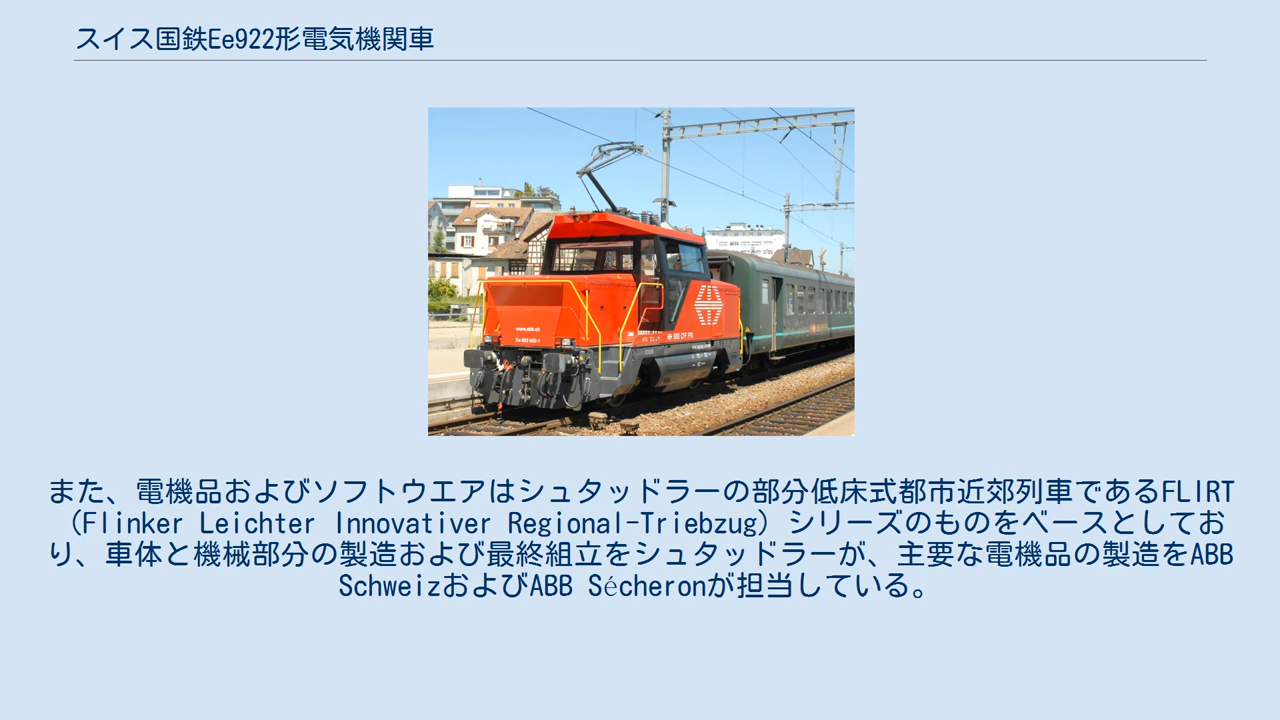 スイス国鉄Ee922形電気機関車
www.sbb.ch
SBB CFF FFS
また、電機品およびソフトウエアはシュタッドラーの部分低床式都市近郊列車であるFLIRT
（Flinker Leichter Innovativer Regional-Triebzug）シリーズのものをベースとしてお
り、車体と機械部分の製造および最終組立をシュタッドラーが、主要な電機品の製造をABB
SchweizおよびABB Sécheronが担当している。